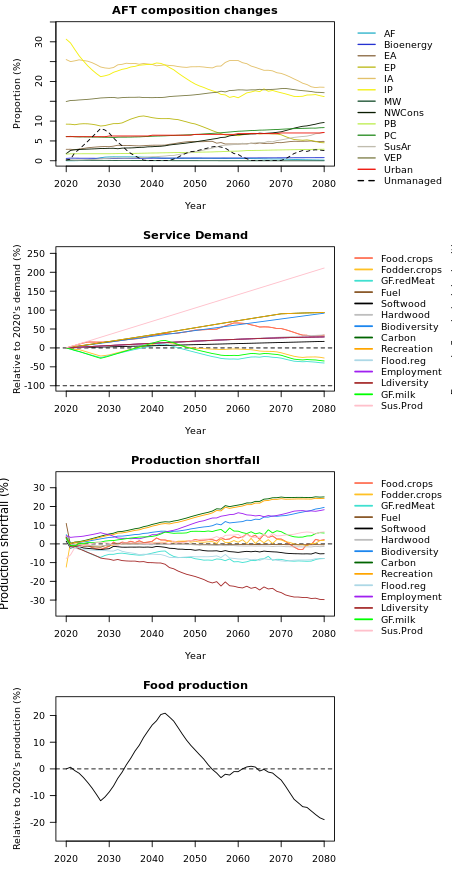 AFT composition changes
Proportion (%)
0
5
10
20
30
2020
2030
2040
2050
2060
2070
2080
Year
AF
Bioenergy
EA
EP
IA
IP
MW
NWCons
PB
PC
SusAr
VEP
Urban
Unmanaged
Service Demand
Relative to 2020's demand (%)
250
200
150
100
50
0
-50
-100
2020
2030
2040
2050
2060
2070
2080
Year
Food.crops
Fodder.crops
GF.redMeat
Fuel
Softwood
Hardwood
Biodiversity
Carbon
Recreation
Flood.reg
Employment
Ldiversity
GF.milk
Sus.Prod
Production shortfall
Production Shortfall (%)
30
20
10
0
-10
-20
-30
2020
2030
2040
2050
2060
2070
2080
Year
Food.crops
Fodder.crops
GF.redMeat
Fuel
Softwood
Hardwood
Biodiversity
Carbon
Recreation
Flood.reg
Employment
Ldiversity
GF.milk
Sus.Prod
Food production
Relative to 2020's production (%)
20
10
0
-10
-20
2020
2030
2040
2050
2060
2070
2080